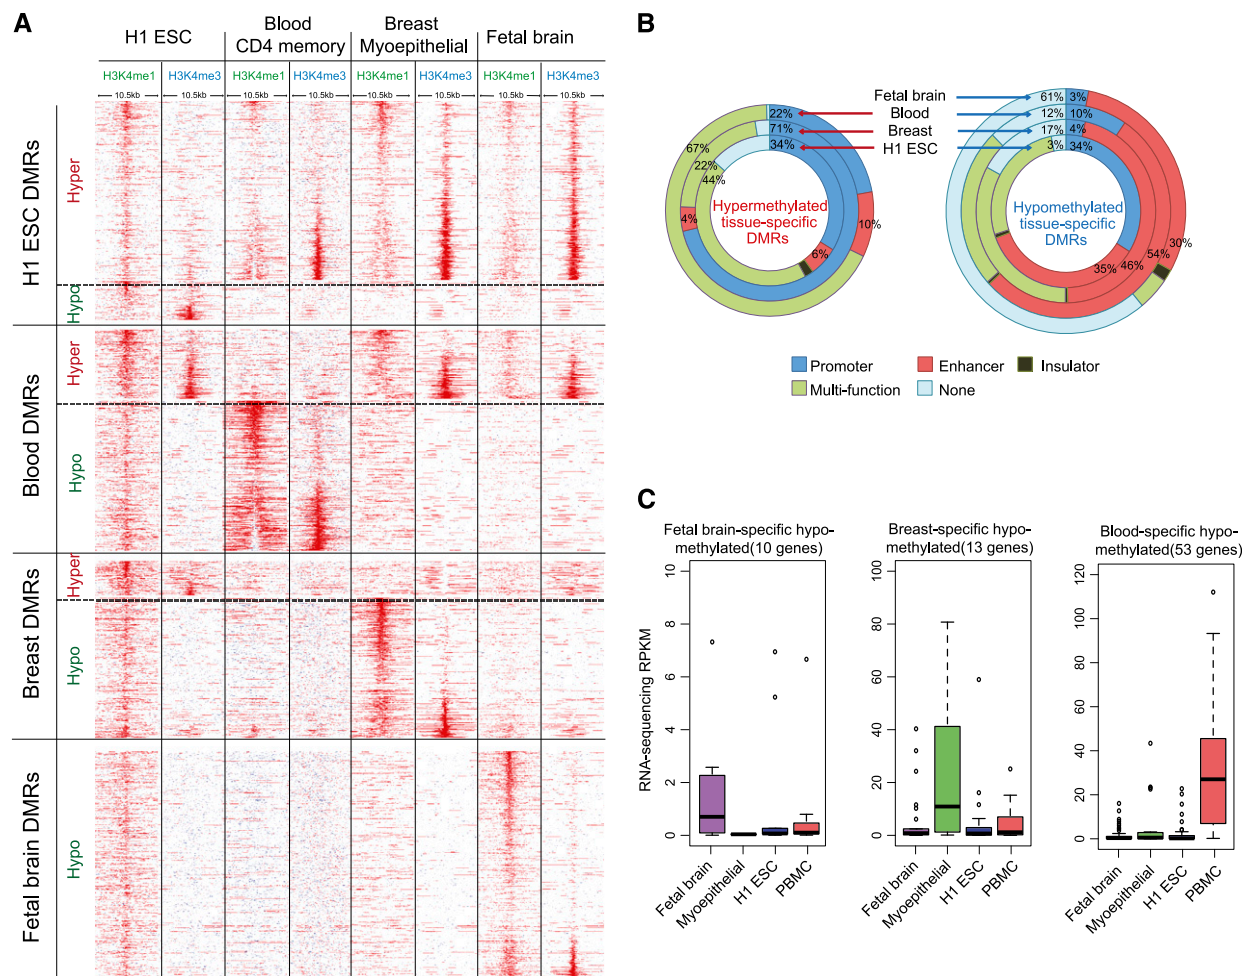 A
H1 ESC
Blood
CD4 memory
Breast
Myoepithelial
Fetal brain
H3K4me1 H3K4me3 H3K4me1 H3K4me3 H3K4me1 H3K4me3 H3K4me1 H3K4me3
10.5kb 10.5kb 10.5kb 10.5kb 10.5kb 10.5kb 10.5kb 10.5kb
H1 ESC DMRs
Hyper
Hypo
Blood DMRs
Hyper
Hypo
Breast DMRs
Hyper
Hypo
Fetal brain DMRs
Hypo
B
Fetal brain
Blood
Breast
H1 ESC
22%
71%
34%
67%
22%
44%
4%
10%
6%
Hypermethylated
tissue-specific
DMRs
61% 3%
12% 10%
17% 4%
3% 34%
30%
54%
46%
35%
Hypomethylated
tissue-specific
DMRs
Promoter Enhancer Insulator
Multi-function None
C
Fetal brain-specific hypo-
methylated(10 genes)
RNA-sequencing RPKM
10
8
6
4
2
0
Fetal brain
Myoepithelial
H1 ESC
PBMC
Breast-specific hypo-
methylated(13 genes)
100
80
60
40
20
0
Fetal brain
Myoepithelial
H1 ESC
PBMC
Blood-specific hypo-
methylated(53 genes)
120
100
80
60
40
20
0
Fetal brain
Myoepithelial
H1 ESC
PBMC